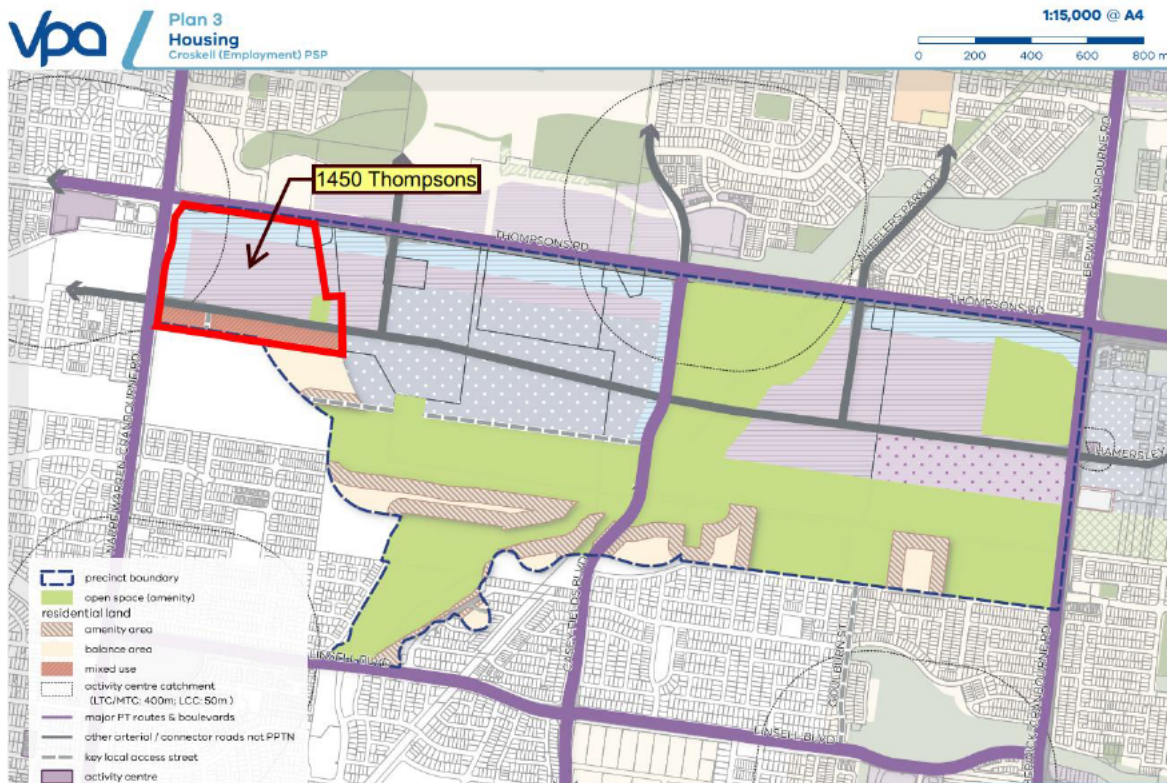 vpa
Plan 3
Housing
Croskell (Employment) PSP
1:15,000 @ A4
0 200 400 600 800 m
1450 Thompsons
THOMPSONS RD
WHEELERS PARK DR
BERWICK-CRANBOURNE RD
THOMPSONS RD
NARRE WARREN-CRANBOURNE RD
HAMERSLEY
CASEY FIELDS BLVD
LINSELL BLVD
LINSELL BLVD
precinct boundary
open space (amenity)
residential land
amenity area
balance area
mixed use
activity centre catchment
(LTC/MTC: 400m; LCC: 50m)
major PT routes & boulevards
other arterial / connector roads not PPTN
key local access street
activity centre